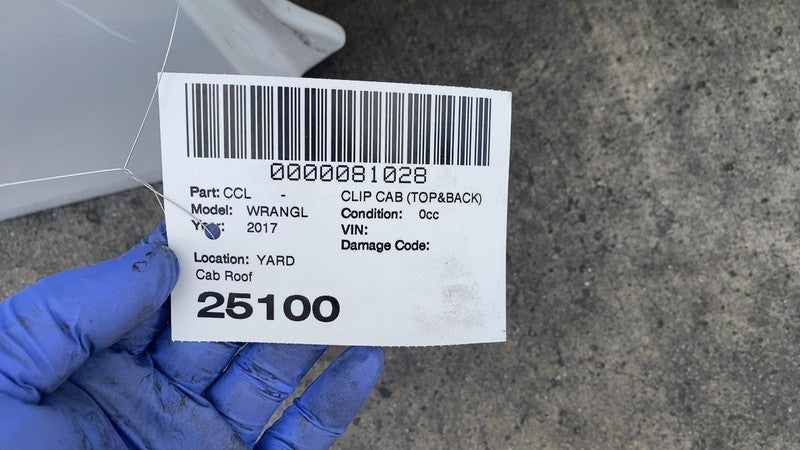 0000081028
Part: CCL - CLIP CAB (TOP&BACK)
Model: WRANGL Condition: 0cc
2017 VIN:
Damage Code:
Location: YARD
Cab Roof
25100